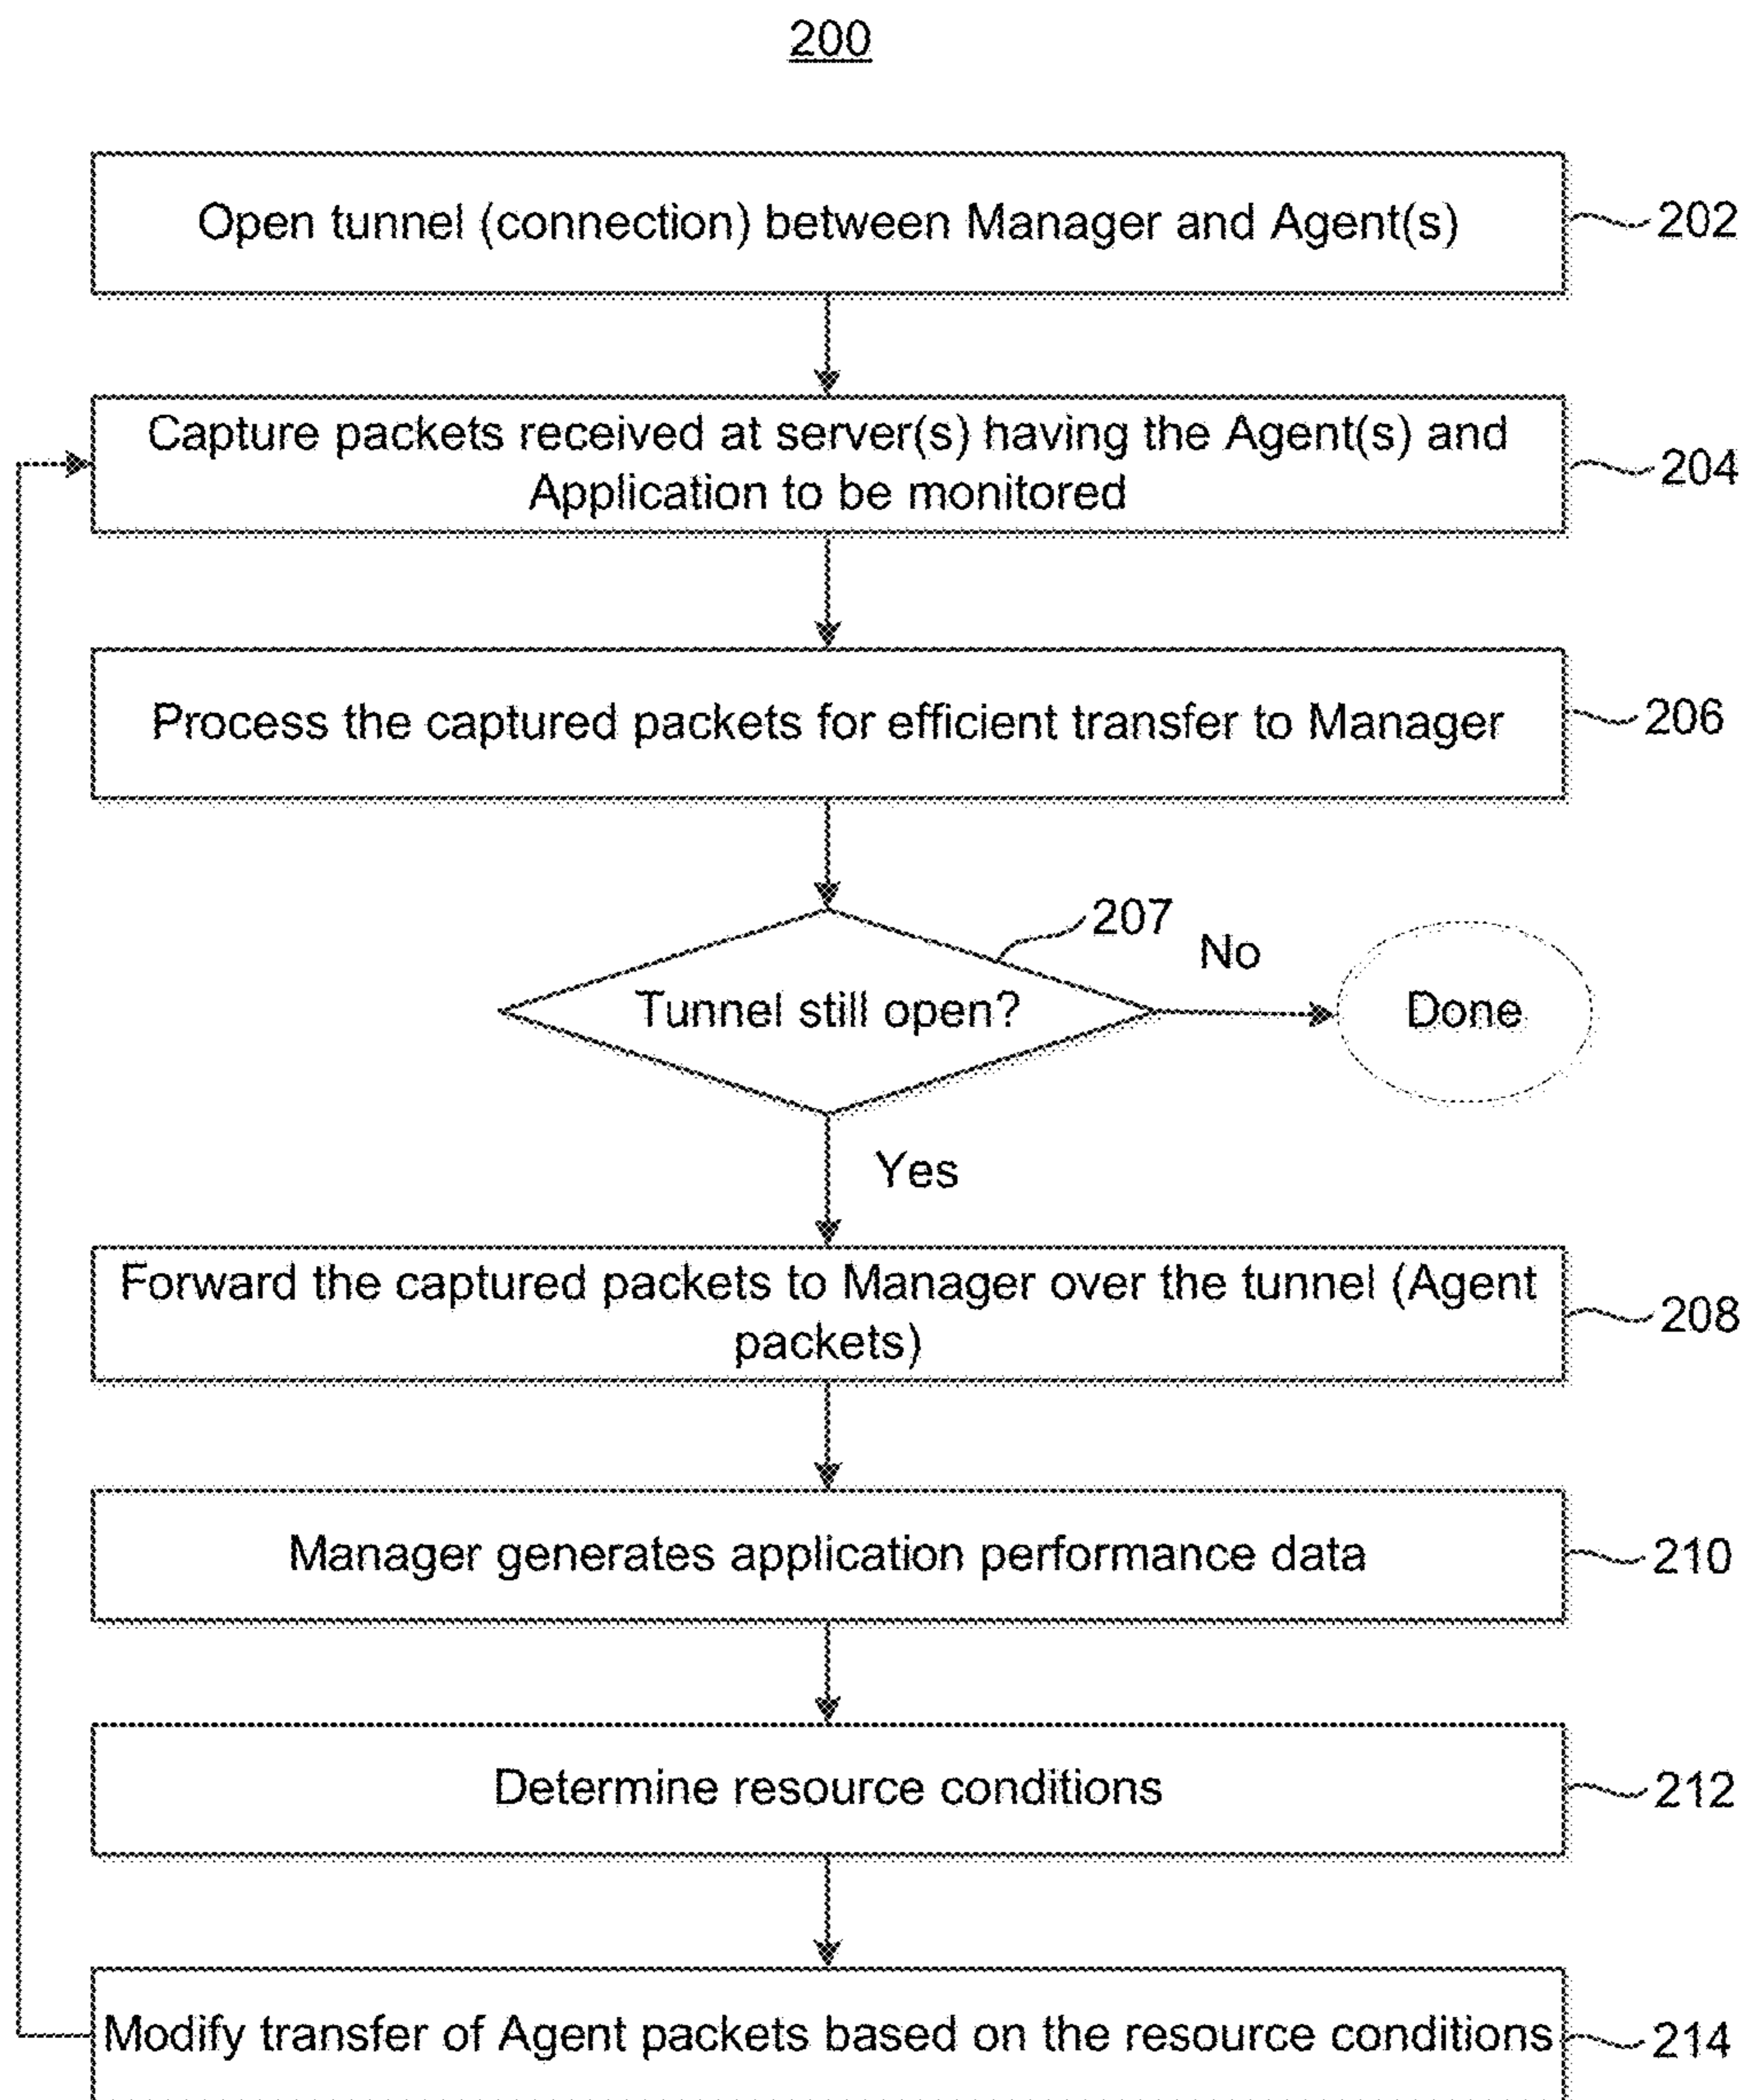 200
Open tunnel (connection) between Manager and Agent(s)
202
Capture packets received at server(s) having the Agent(s) and
Application to be monitored
204
Process the captured packets for efficient transfer to Manager
206
207
No
Tunnel still open?
Done
Yes
Forward the captured packets to Manager over the tunnel (Agent
packets)
208
Manager generates application performance data
210
Determine resource conditions
212
Modify transfer of Agent packets based on the resource conditions
214